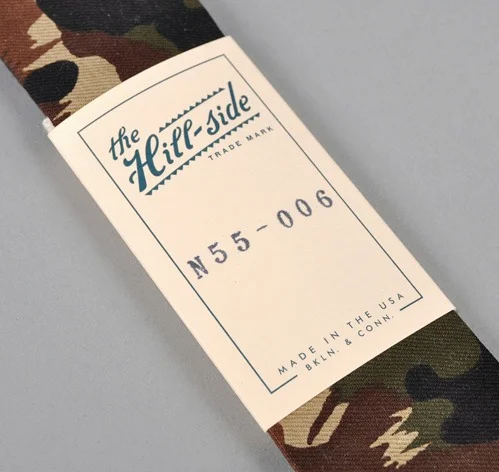 the
Hill-side
TRADE MARK
N55-006
MADE IN THE USA
BKLN. & CONN.